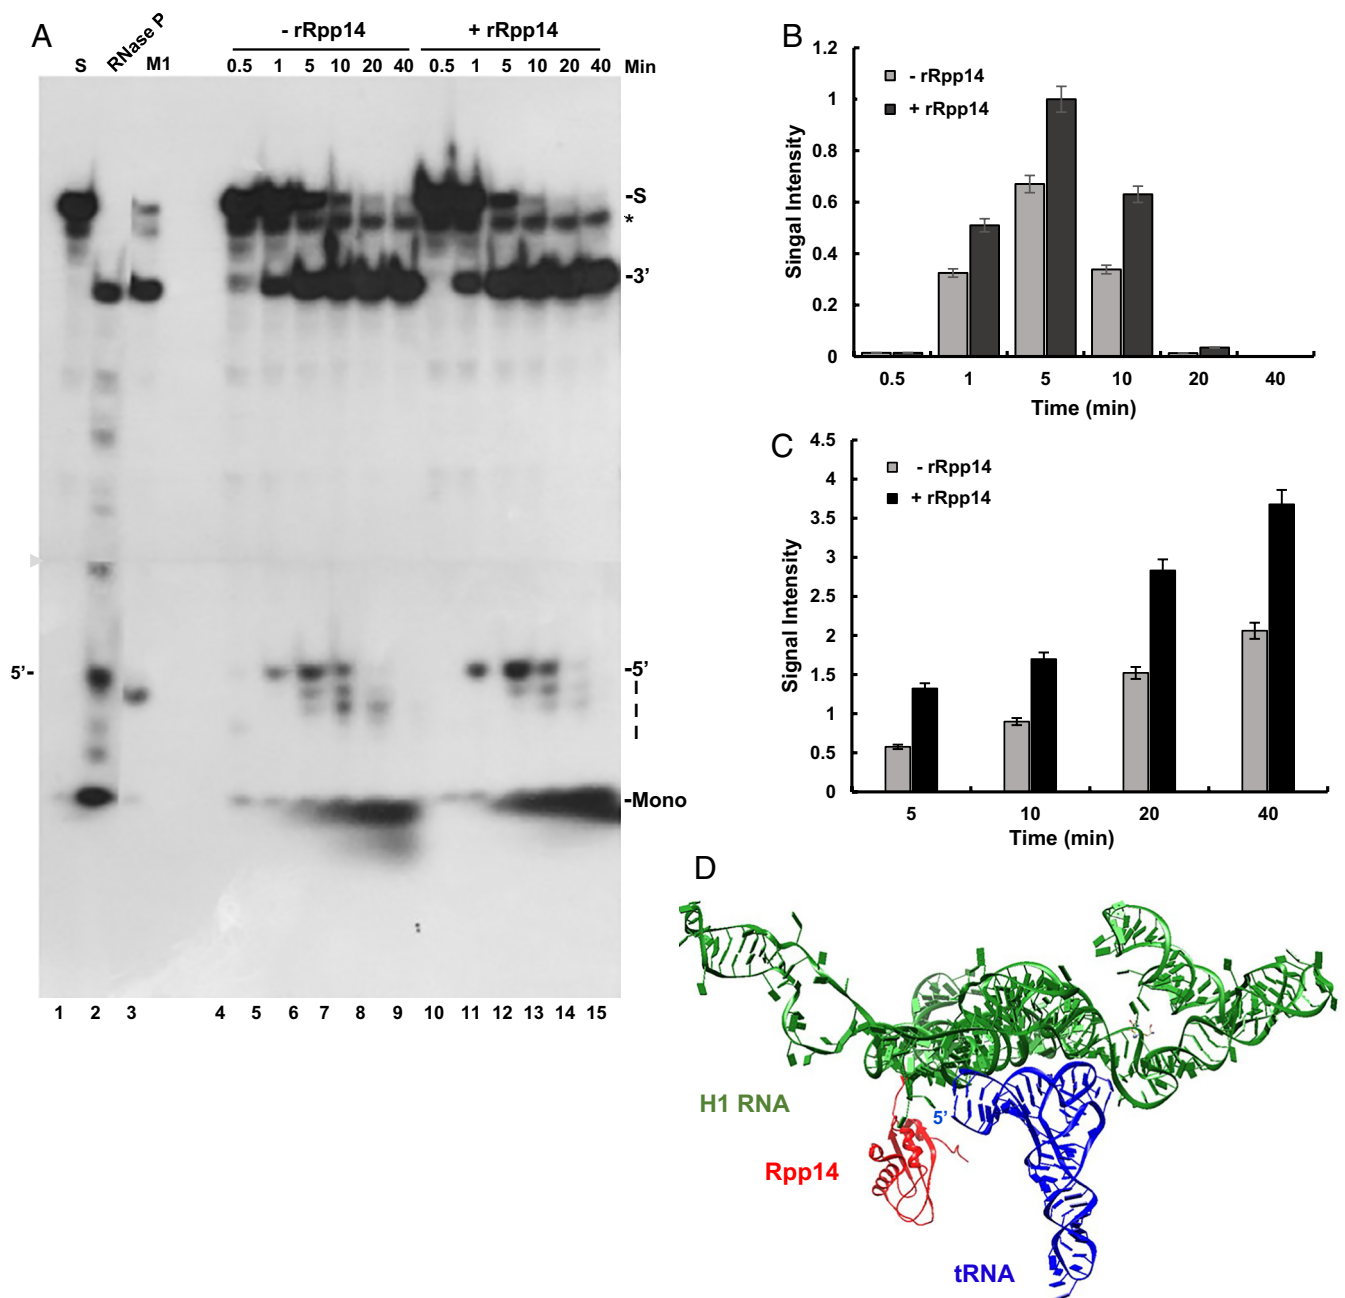 A
S RNase P M1
- rRpp14 + rRpp14
0.5 1 5 10 20 40 0.5 1 5 10 20 40 Min
-S
*
-3'
5'- -5'
-Mono
1 2 3 4 5 6 7 8 9 10 11 12 13 14 15
B
1.2
1
0.8
0.6
0.4
0.2
0
Singal Intensity
- rRpp14
+ rRpp14
0.5 1 5 10 20 40
Time (min)
C
4.5
4
3.5
3
2.5
2
1.5
1
0.5
0
Signal Intensity
- rRpp14
+ rRpp14
5 10 20 40
Time (min)
D
H1 RNA
5'
Rpp14
tRNA